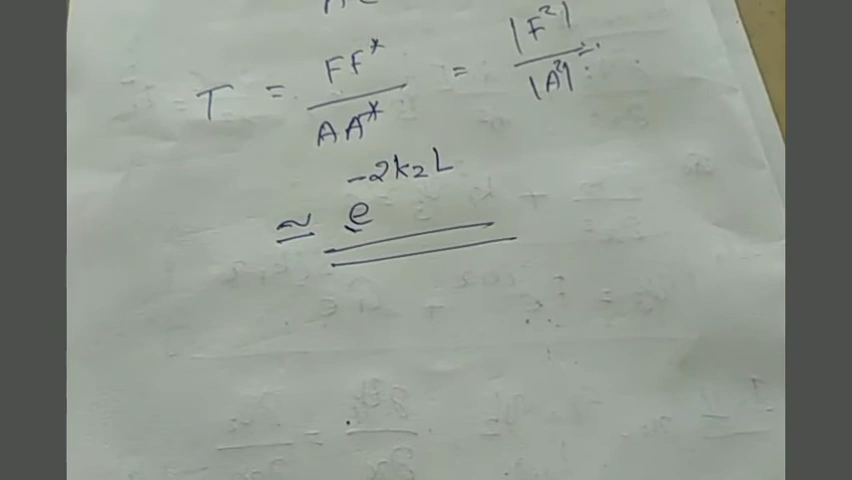 T = FF* / AA* = |F²| / |A²|
≈ e^{-2k₂L}